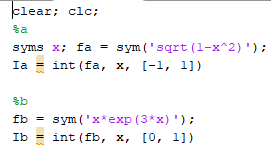 clear; clc;
%a
syms x; fa = sym('sqrt(1-x^2)');
Ia = int(fa, x, [-1, 1])
%b
fb = sym('x*exp(3*x)');
Ib = int(fb, x, [0, 1])